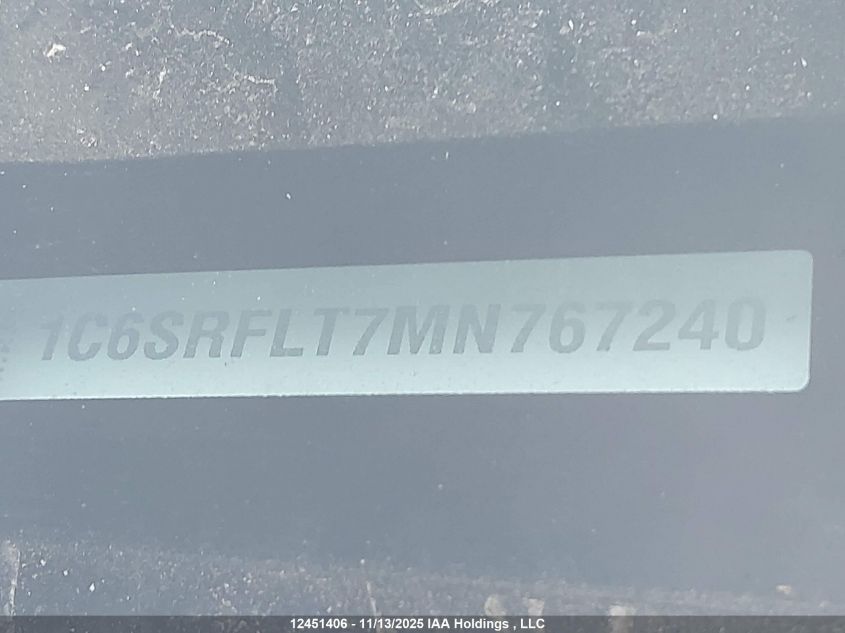 1C6SRFLT7MN767240
12451406 - 11/13/2025 IAA Holdings , LLC